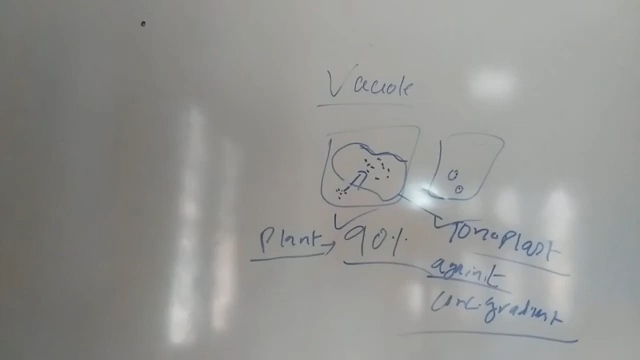 Vacuole
Plant → 90% Tonoplast
against
conc. gradient